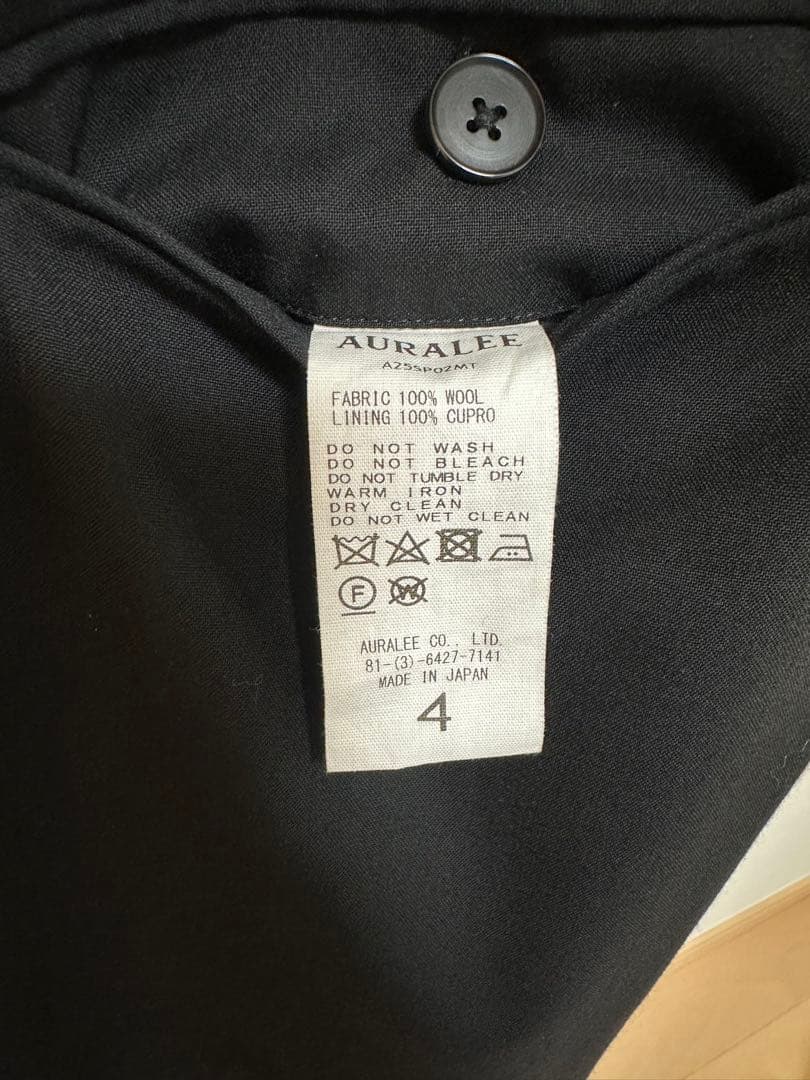 AURALEE
A25SP02MT
FABRIC 100% WOOL
LINING 100% CUPRO
DO NOT WASH
DO NOT BLEACH
DO NOT TUMBLE DRY
WARM IRON
DRY CLEAN
DO NOT WET CLEAN
F W
AURALEE CO., LTD.
81-(3)-6427-7141
MADE IN JAPAN
4